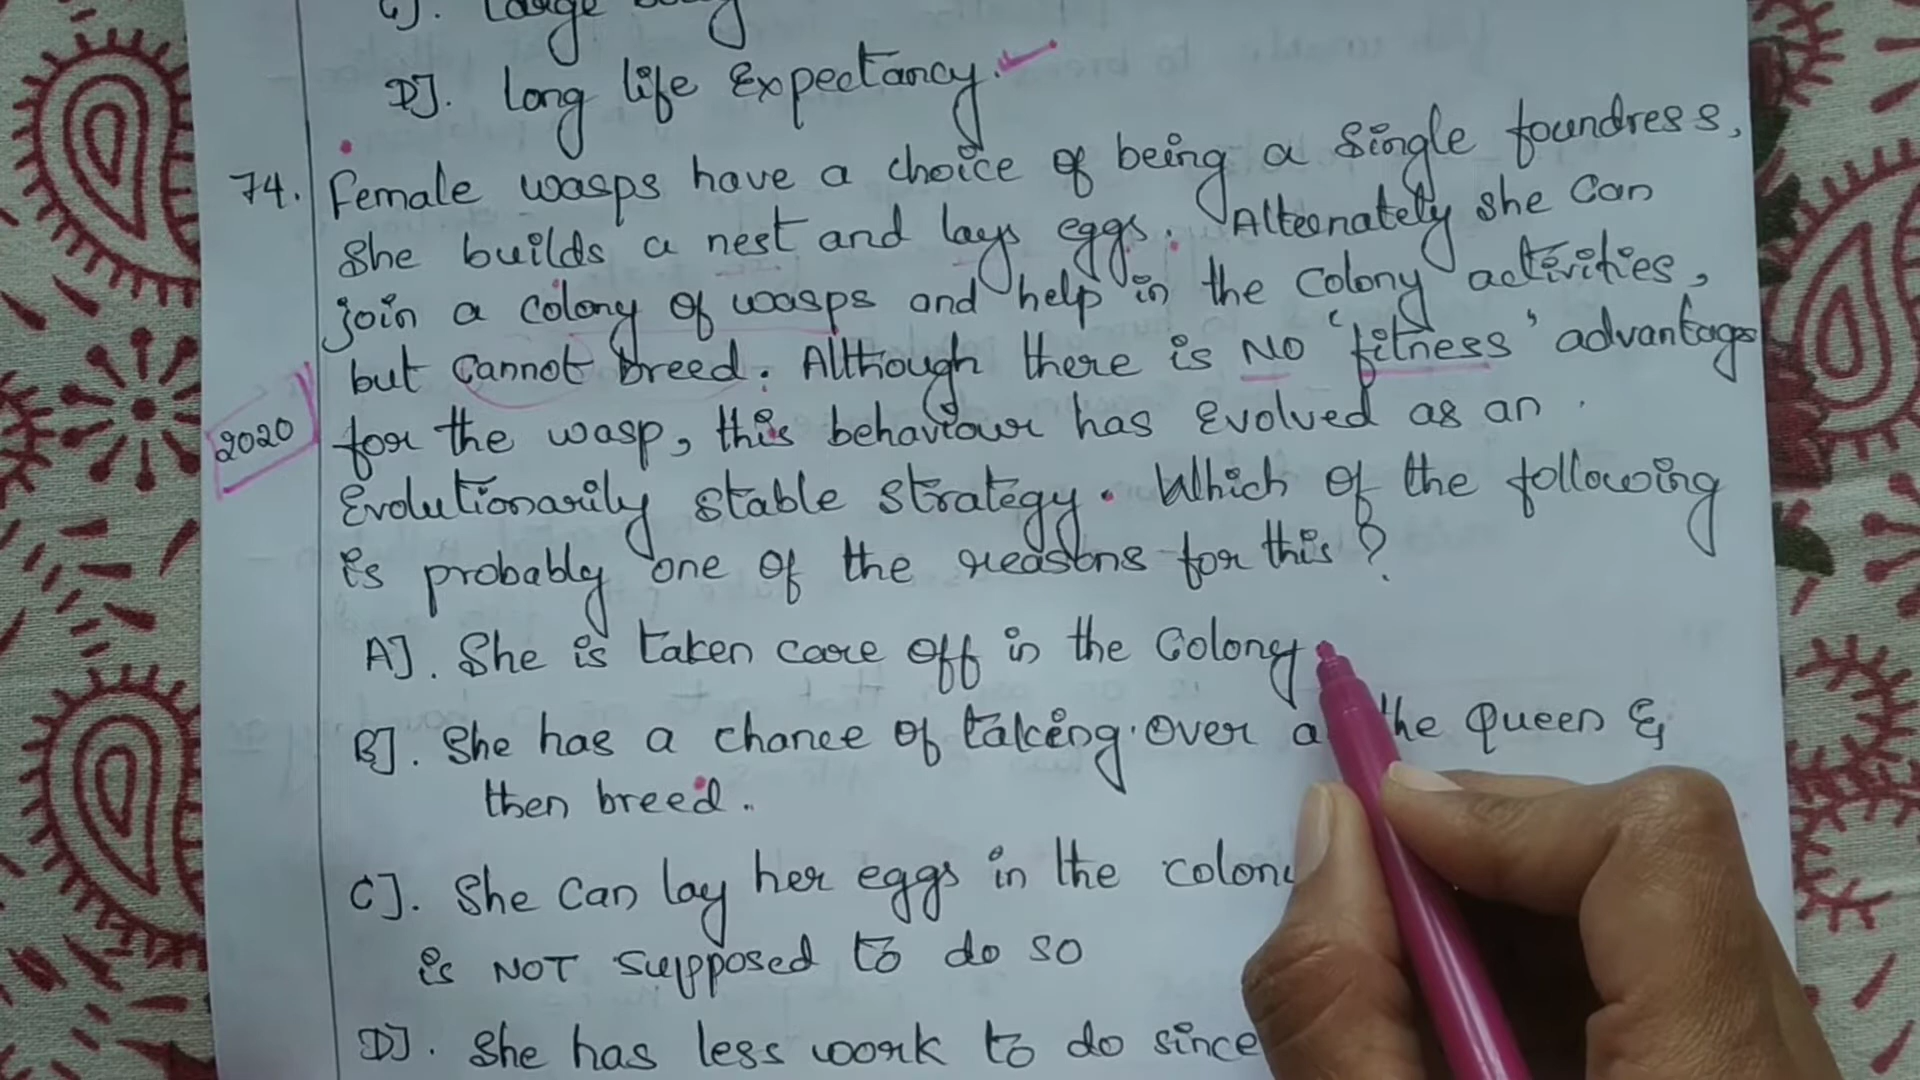 D]. Long life Expectancy.
74. Female wasps have a choice of being a single foundress,
She builds a nest and lays eggs. Alternately she can
join a colony of wasps and help in the colony activities,
but cannot breed. Although there is NO 'fitness' advantage
2020 for the wasp, this behaviour has evolved as an
Evolutionarily stable strategy. Which of the following
is probably one of the reasons for this?
A]. She is taken care off in the colony
B]. She has a chance of taking over a the queen &
then breed.
C]. She can lay her eggs in the
is NOT supposed to do so
D]. She has less work to do since